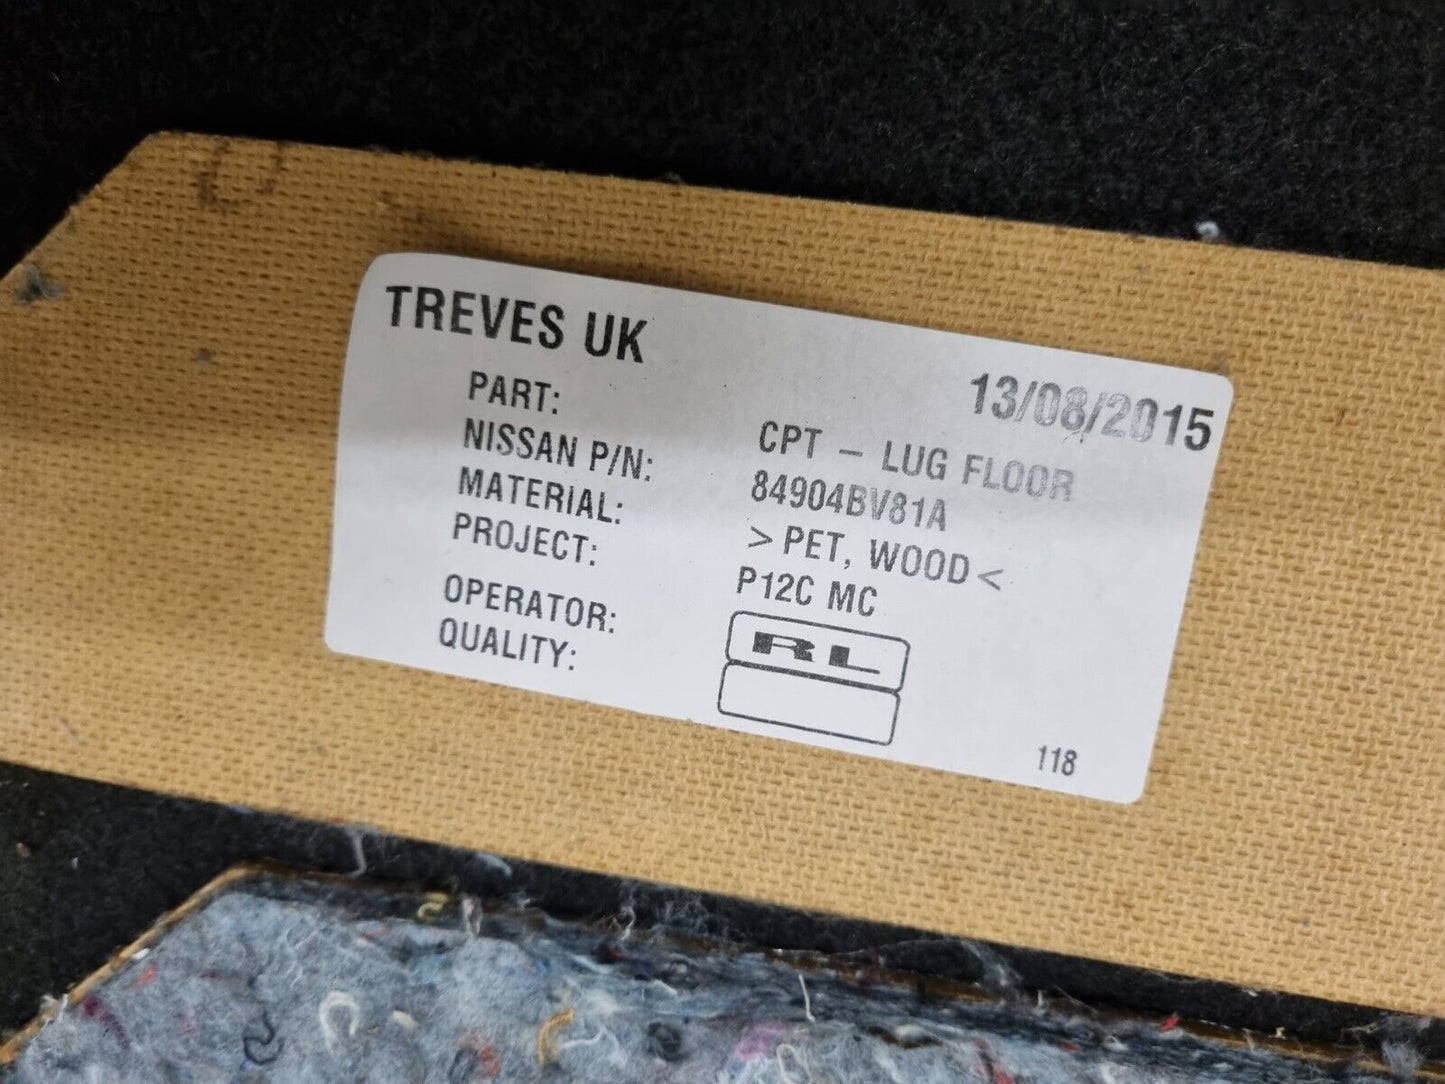 TREVES UK
13/08/2015
PART: CPT – LUG FLOOR
NISSAN P/N: 84904BV81A
MATERIAL: >PET, WOOD<
PROJECT: P12C MC
OPERATOR: RL
QUALITY:
118